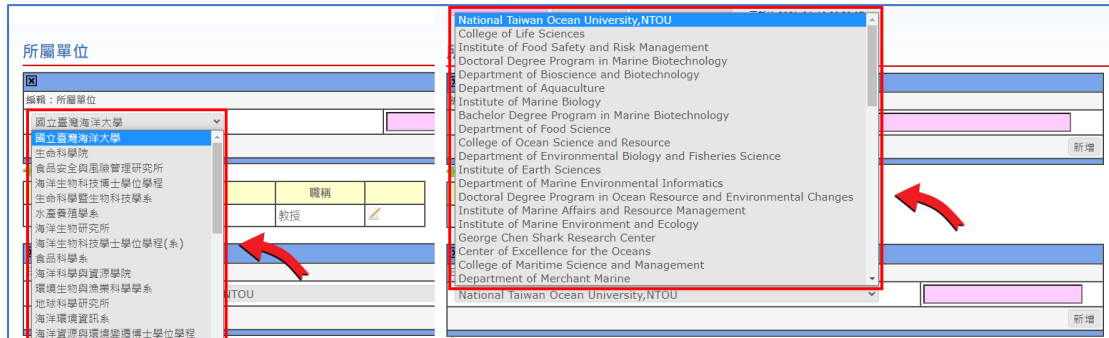 所屬單位
編輯：所屬單位
國立臺灣海洋大學
國立臺灣海洋大學
生命科學院
食品安全與風險管理研究所
海洋生物科技博士學位學程
生命科學暨生物科技學系
水產養殖學系
海洋生物研究所
海洋生物科技學士學位學程(系)
食品科學系
海洋科學與資源學院
環境生物與漁業科學學系
地球科學研究所
海洋環境資訊系
海洋資源與環境變遷博士學位學程
職稱
教授
NTOU
National Taiwan Ocean University,NTOU
College of Life Sciences
Institute of Food Safety and Risk Management
Doctoral Degree Program in Marine Biotechnology
Department of Bioscience and Biotechnology
Department of Aquaculture
Institute of Marine Biology
Bachelor Degree Program in Marine Biotechnology
Department of Food Science
College of Ocean Science and Resource
Department of Environmental Biology and Fisheries Science
Institute of Earth Sciences
Department of Marine Environmental Informatics
Doctoral Degree Program in Ocean Resource and Environmental Changes
Institute of Marine Affairs and Resource Management
Institute of Marine Environment and Ecology
George Chen Shark Research Center
Center of Excellence for the Oceans
College of Maritime Science and Management
Department of Merchant Marine
新增
National Taiwan Ocean University,NTOU
新增